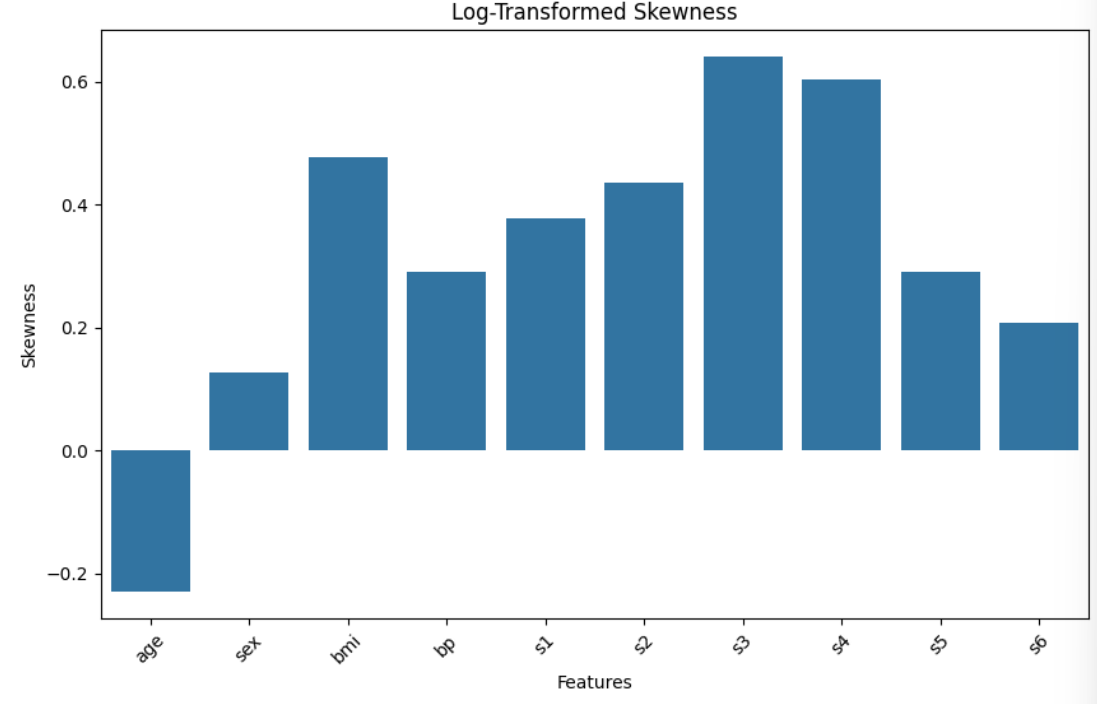 Log-Transformed Skewness
0.6
0.4
0.2
0.0
−0.2
Skewness
age sex bmi bp s1 s2 s3 s4 s5 s6
Features